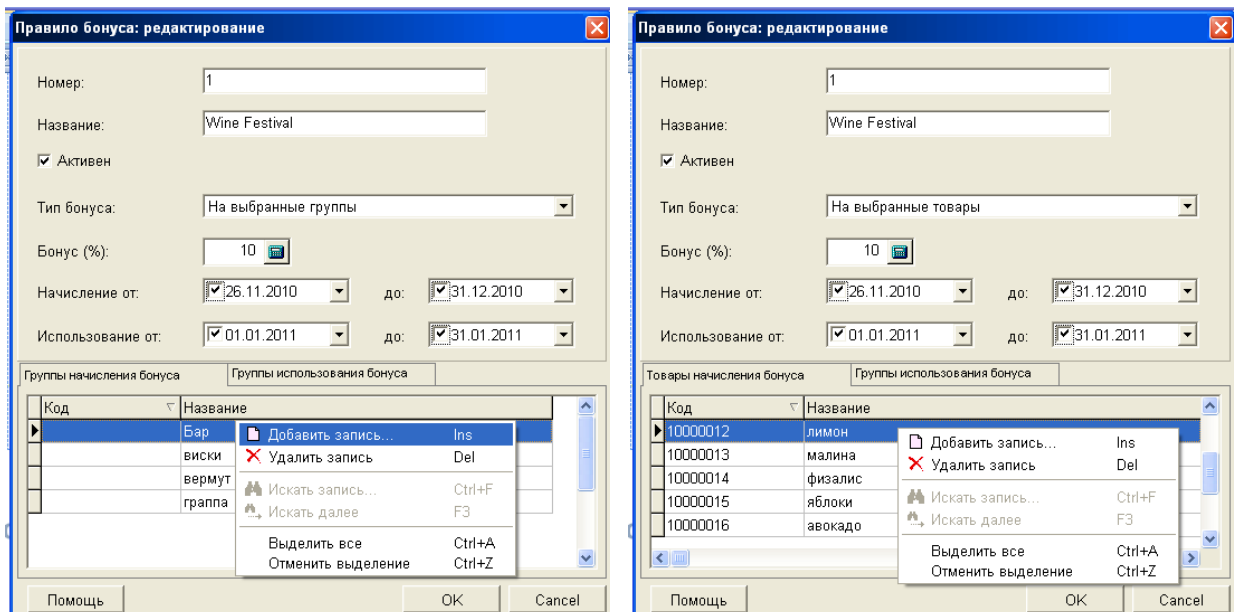 Правило бонуса: редактирование
Номер: 1
Название: Wine Festival
Активен
Тип бонуса: На выбранные группы
Бонус (%): 10
Начисление от: 26.11.2010 до: 31.12.2010
Использование от: 01.01.2011 до: 31.01.2011
Группы начисления бонуса Группы использования бонуса
Код Название
Бар
виски
вермут
граппа
Добавить запись... Ins
Удалить запись Del
Искать запись... Ctrl+F
Искать далее F3
Выделить все Ctrl+A
Отменить выделение Ctrl+Z
Помощь OK Cancel
Правило бонуса: редактирование
Номер: 1
Название: Wine Festival
Активен
Тип бонуса: На выбранные товары
Бонус (%): 10
Начисление от: 26.11.2010 до: 31.12.2010
Использование от: 01.01.2011 до: 31.01.2011
Товары начисления бонуса Группы использования бонуса
Код Название
10000012 лимон
10000013 малина
10000014 физалис
10000015 яблоки
10000016 авокадо
Добавить запись... Ins
Удалить запись Del
Искать запись... Ctrl+F
Искать далее F3
Выделить все Ctrl+A
Отменить выделение Ctrl+Z
Помощь OK Cancel